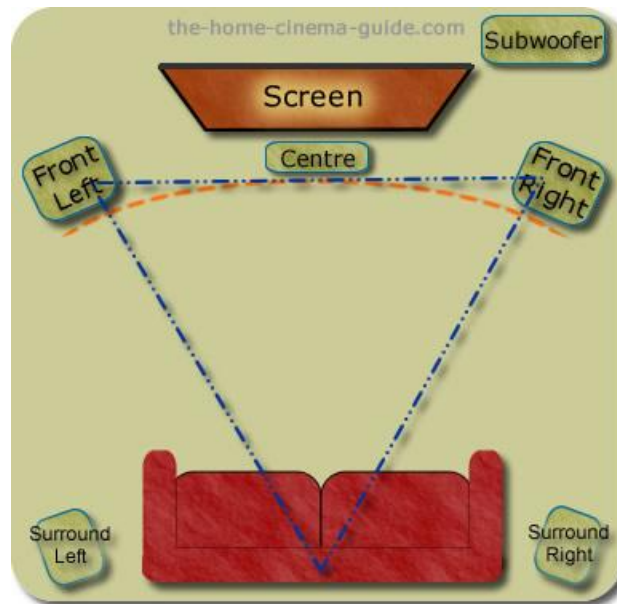 the-home-cinema-guide.com
Subwoofer
Screen
Centre
Front
Left
Front
Right
Surround
Left
Surround
Right